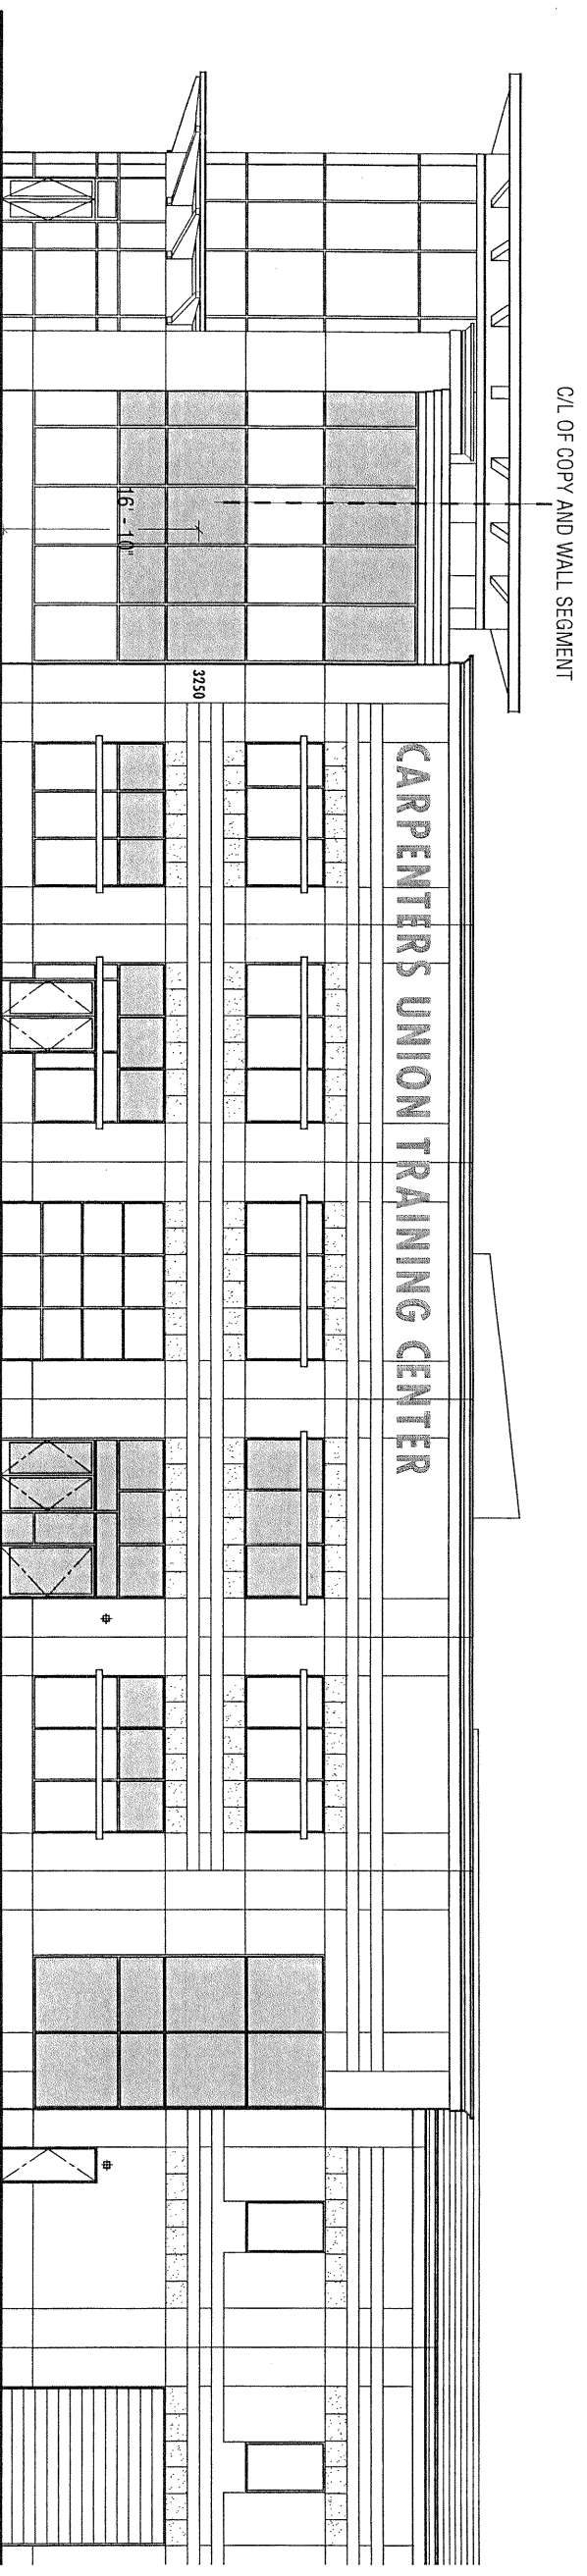 C/L OF COPY AND WALL SEGMENT
CARPENTERS UNION TRAINING CENTER
3250
16' - 10"